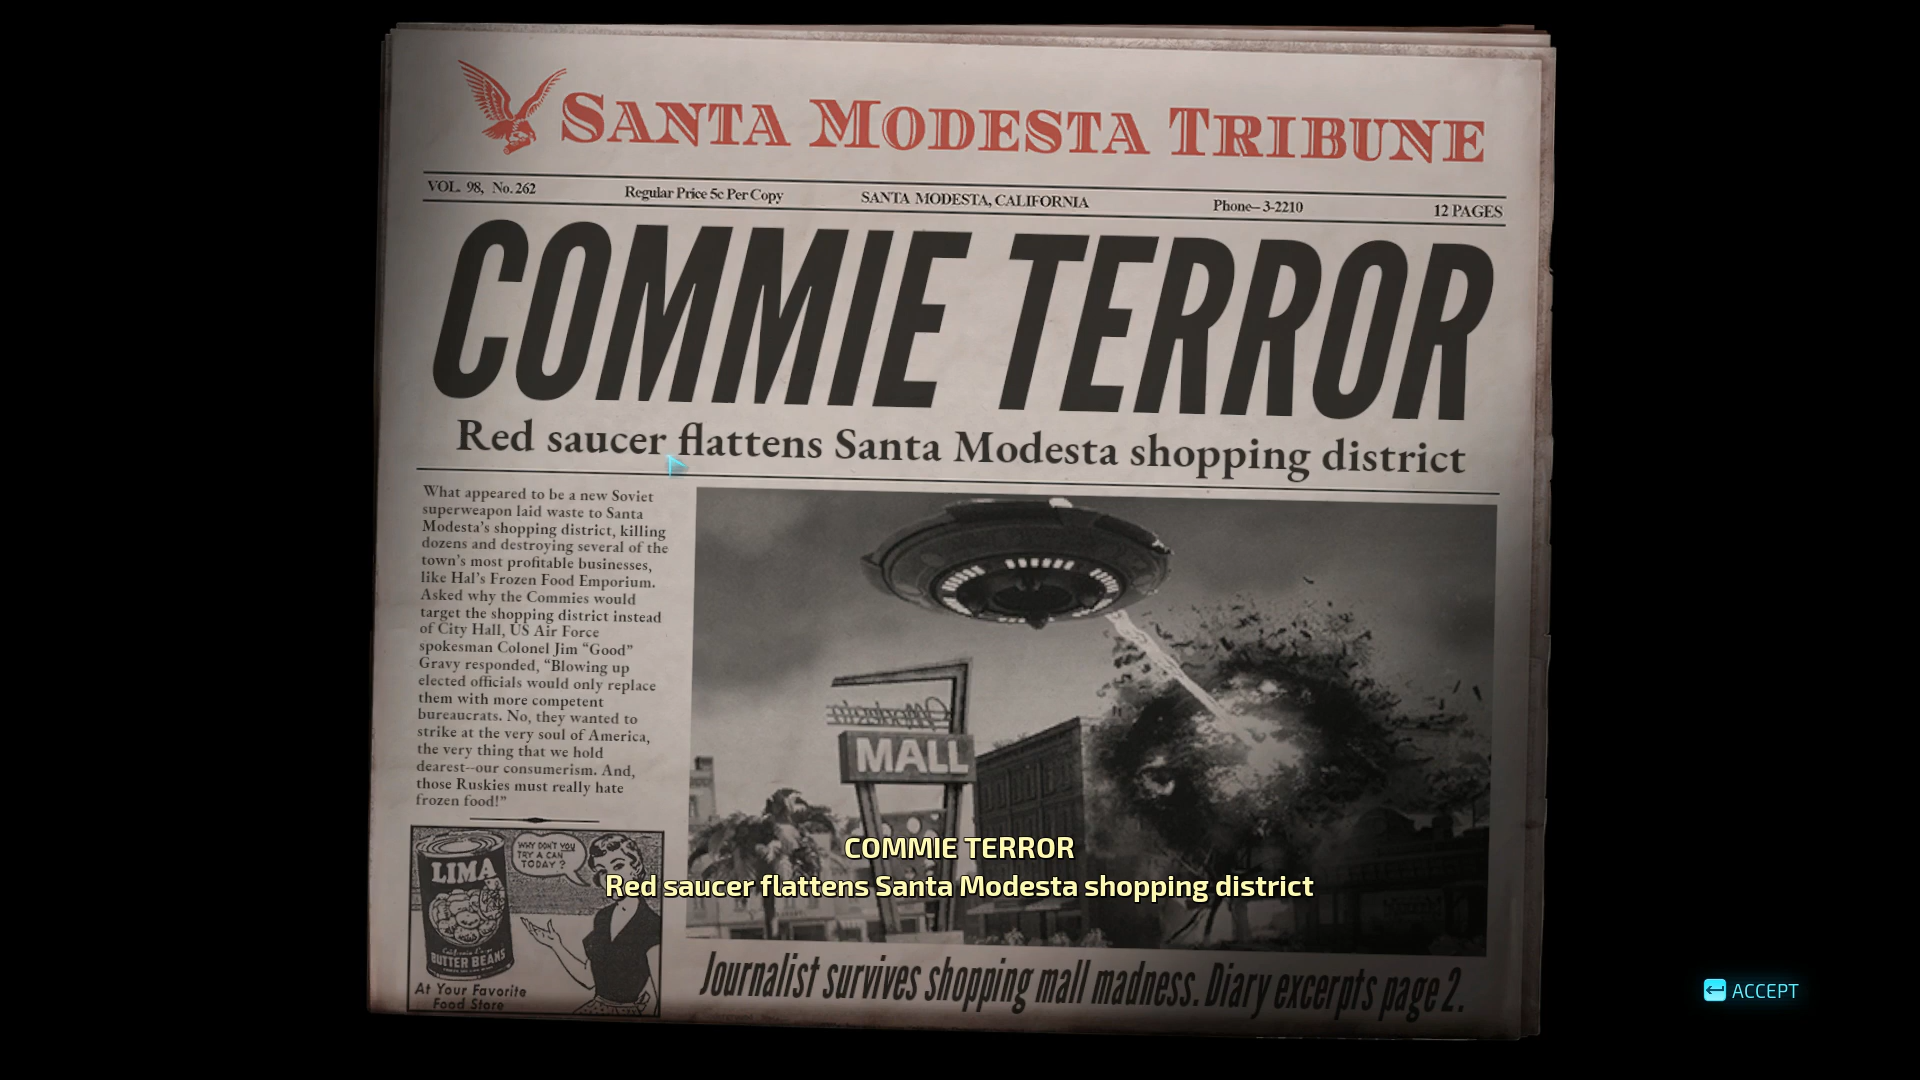 SANTA MODESTA TRIBUNE
VOL. 98, No. 262 Regular Price 5c Per Copy SANTA MODESTA, CALIFORNIA Phone– 3-2210 12 PAGES
COMMIE TERROR
Red saucer flattens Santa Modesta shopping district
What appeared to be a new Soviet
superweapon laid waste to Santa
Modesta's shopping district, killing
dozens and destroying several of the
town's most profitable businesses,
like Hal's Frozen Food Emporium.
Asked why the Commies would
target the shopping district instead
of City Hall, US Air Force
spokesman Colonel Jim “Good”
Gravy responded, “Blowing up
elected officials would only replace
them with more competent
bureaucrats. No, they wanted to
strike at the very soul of America,
the very thing that we hold
dearest--our consumerism. And,
those Ruskies must really hate
frozen food!”
MALL
WHY DON'T YOU
TRY A CAN
TODAY?
LIMA
BUTTER BEANS
At Your Favorite
Food Store
COMMIE TERROR
Red saucer flattens Santa Modesta shopping district
Journalist survives shopping mall madness. Diary excerpts page 2.
ACCEPT